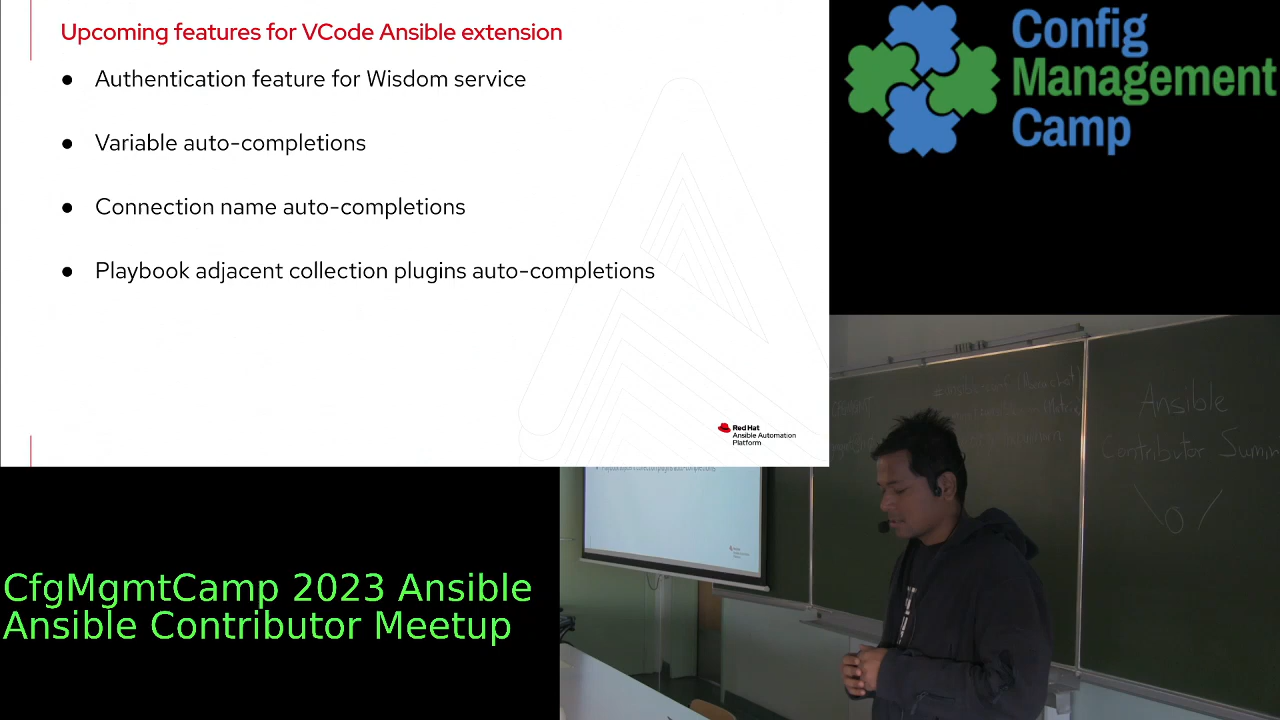 Upcoming features for VCode Ansible extension
● Authentication feature for Wisdom service
● Variable auto-completions
● Connection name auto-completions
● Playbook adjacent collection plugins auto-completions
Red Hat
Ansible Automation
Platform
Config
Management
Camp
Ansible
Contributor Summ
\O/
CfgMgmtCamp 2023 Ansible
Ansible Contributor Meetup